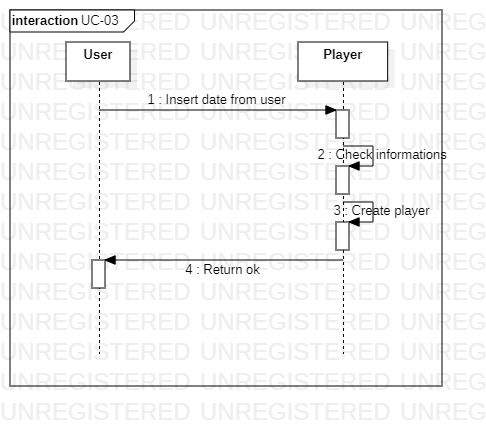 interaction UC-03
User
Player
1 : Insert date from user
2 : Check informations
3 : Create player
4 : Return ok
UNREGISTERED UNREGISTERED UNREG